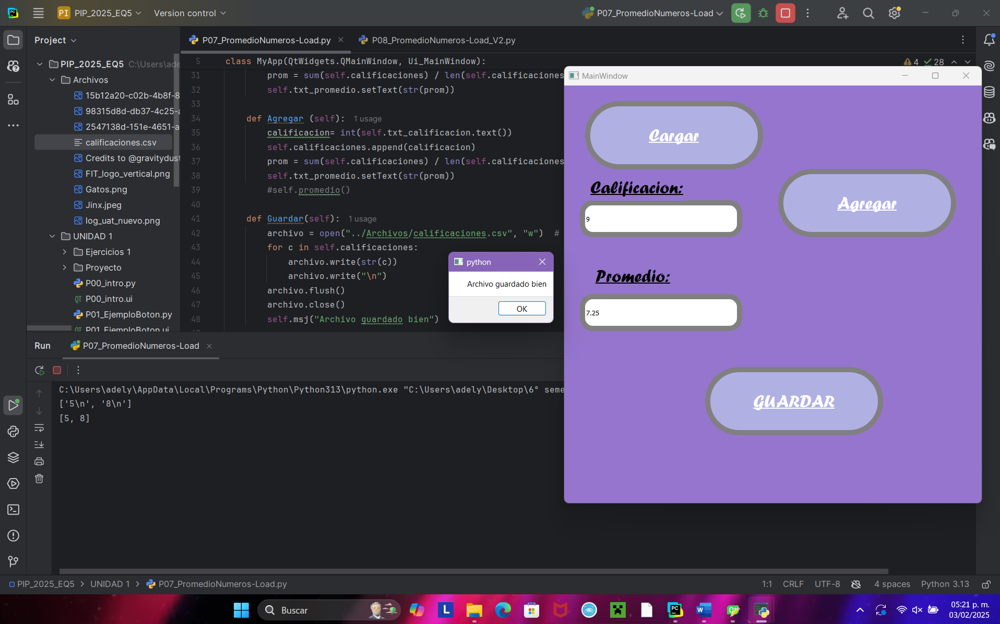 PC
PI PIP_2025_EQ5 Version control
P07_PromedioNumeros-Load
Project
PIP_2025_EQ5 C:\Users\ade
Archivos
15b12a20-c02b-4b8f-8
98315d8d-db37-4c25-a
2547138d-151e-4651-a
calificaciones.csv
Credits to @gravitydust
FIT_logo_vertical.png
Gatos.png
Jinx.jpeg
log_uat_nuevo.png
UNIDAD 1
Ejercicios 1
Proyecto
P00_intro.py
P00_intro.ui
P01_EjemploBoton.py
P01_EjemploBoton.ui
P07_PromedioNumeros-Load.py P08_PromedioNumeros-Load_V2.py
5 class MyApp(QtWidgets.QMainWindow, Ui_MainWindow):
4 28
31 prom = sum(self.calificaciones) / len(self.calificaciones
32 self.txt_promedio.setText(str(prom))
33
34 def Agregar (self): 1 usage
35 calificacion= int(self.txt_calificacion.text())
36 self.calificaciones.append(calificacion)
37 prom = sum(self.calificaciones) / len(self.calificaciones
38 self.txt_promedio.setText(str(prom))
39 #self.promedio()
40
41 def Guardar(self): 1 usage
42 archivo = open("../Archivos/calificaciones.csv", "w") #
43 for c in self.calificaciones:
44 archivo.write(str(c))
45 archivo.write("\n")
46 archivo.flush()
47 archivo.close()
48 self.msj("Archivo guardado bien")
python
Archivo guardado bien
OK
MainWindow
Cargar
Calificacion:
9
Agregar
Promedio:
7.25
GUARDAR
Run P07_PromedioNumeros-Load
C:\Users\adely\AppData\Local\Programs\Python\Python313\python.exe "C:\Users\adely\Desktop\6° seme
['5\n', '8\n']
[5, 8]
PIP_2025_EQ5 > UNIDAD 1 > P07_PromedioNumeros-Load.py
1:1 CRLF UTF-8 4 spaces Python 3.13
Buscar
05:21 p. m.
03/02/2025